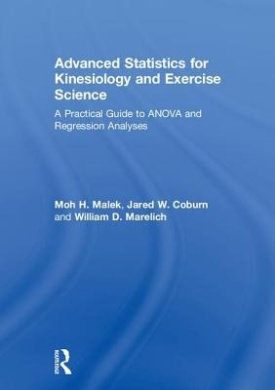 Advanced Statistics for
Kinesiology and Exercise
Science
A Practical Guide to ANOVA and
Regression Analyses
Moh H. Malek, Jared W. Coburn
and William D. Marelich
Routledge